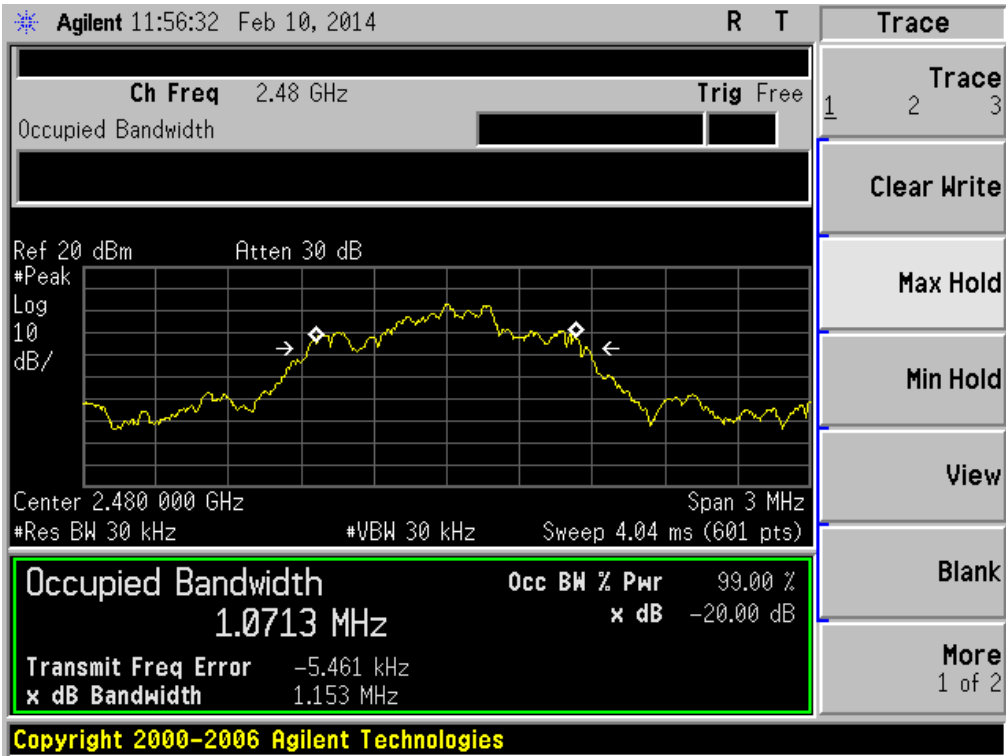 Agilent 11:56:32 Feb 10, 2014 R T
Trace
Ch Freq 2.48 GHz Trig Free
Occupied Bandwidth
Ref 20 dBm Atten 30 dB
#Peak
Log
10
dB/
Center 2.480 000 GHz Span 3 MHz
#Res BW 30 kHz #VBW 30 kHz Sweep 4.04 ms (601 pts)
Occupied Bandwidth
1.0713 MHz
Occ BW % Pwr 99.00 %
x dB -20.00 dB
Transmit Freq Error -5.461 kHz
x dB Bandwidth 1.153 MHz
Copyright 2000-2006 Agilent Technologies
Trace
1 2 3
Clear Write
Max Hold
Min Hold
View
Blank
More
1 of 2